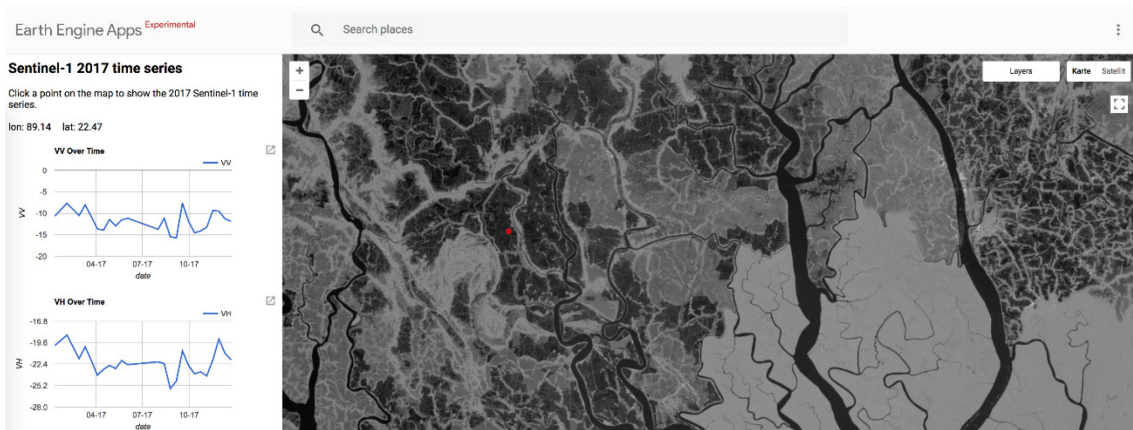 Earth Engine Apps Experimental
Search places
Sentinel-1 2017 time series
Click a point on the map to show the 2017 Sentinel-1 time
series.
lon: 89.14 lat: 22.47
VV Over Time
VV
0
-5
-10
-15
-20
VV
04-17 07-17 10-17
date
VH Over Time
VH
-16.8
-19.6
-22.4
-25.2
-28.0
VH
04-17 07-17 10-17
date
+
−
Layers
Karte Satellit